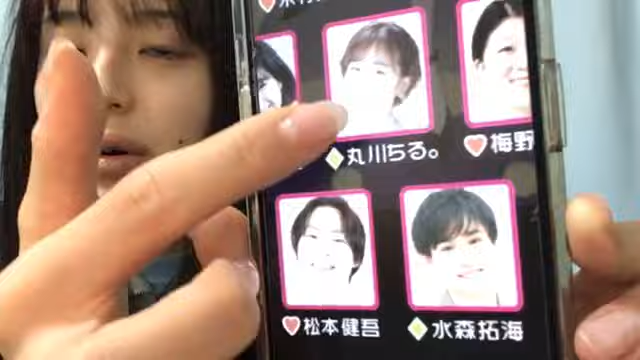 丸川ちる。
梅野
松本健吾
水森拓海